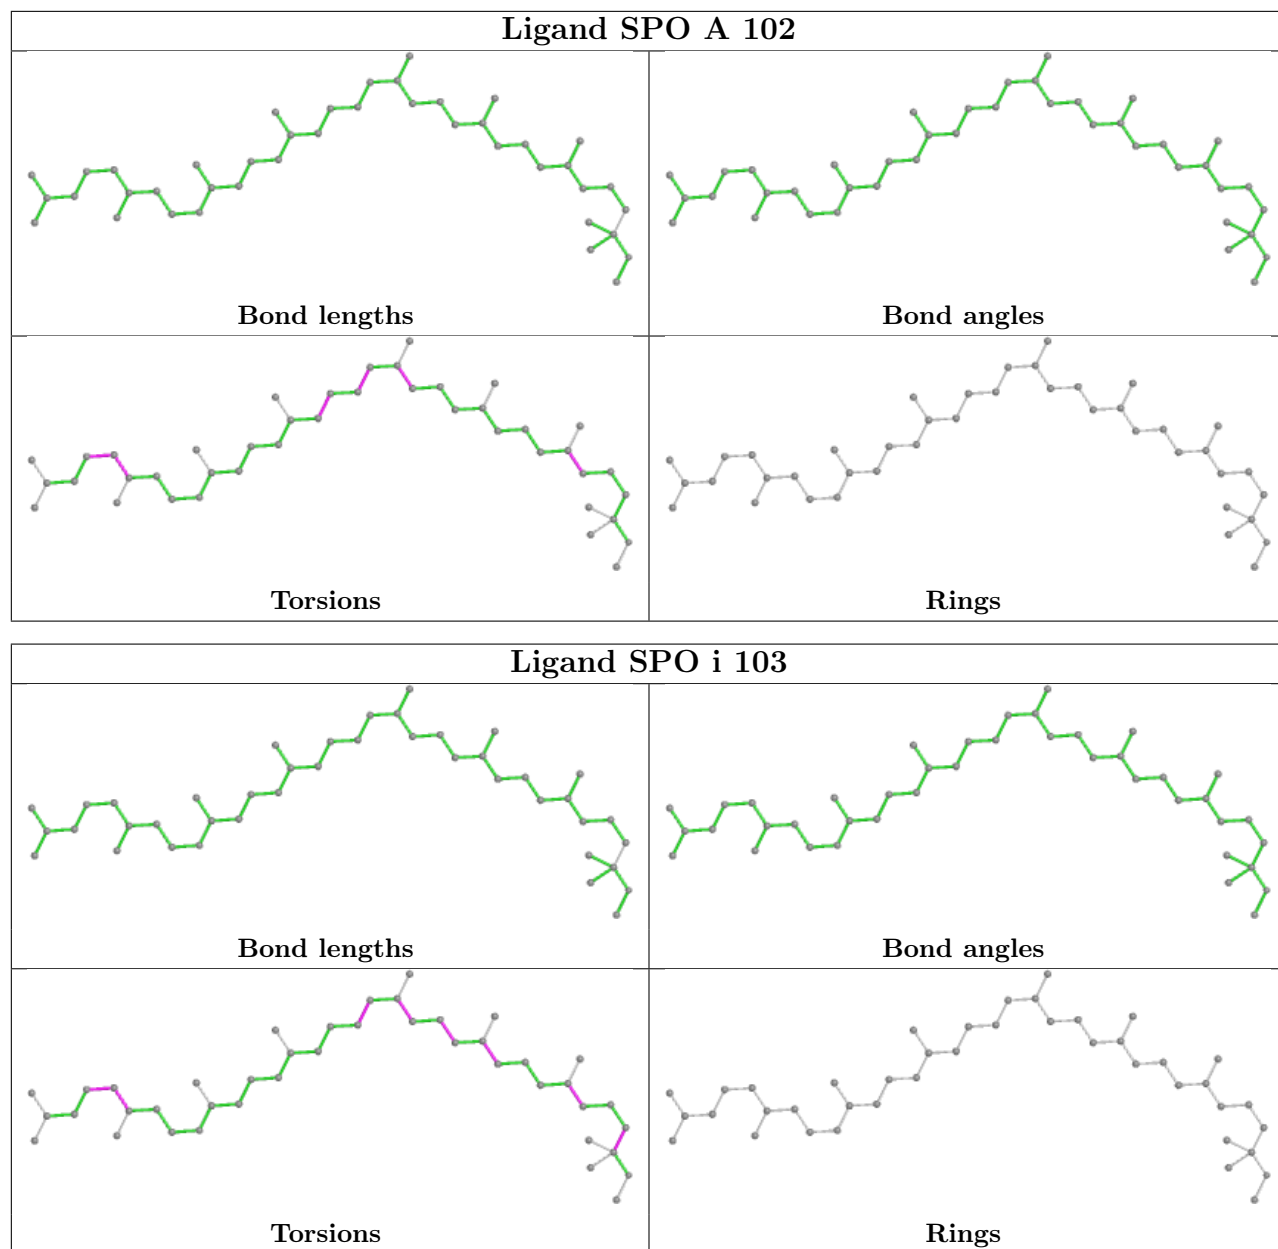 Ligand SPO A 102
Bond lengths
Bond angles
Torsions
Rings
Ligand SPO i 103
Bond lengths
Bond angles
Torsions
Rings